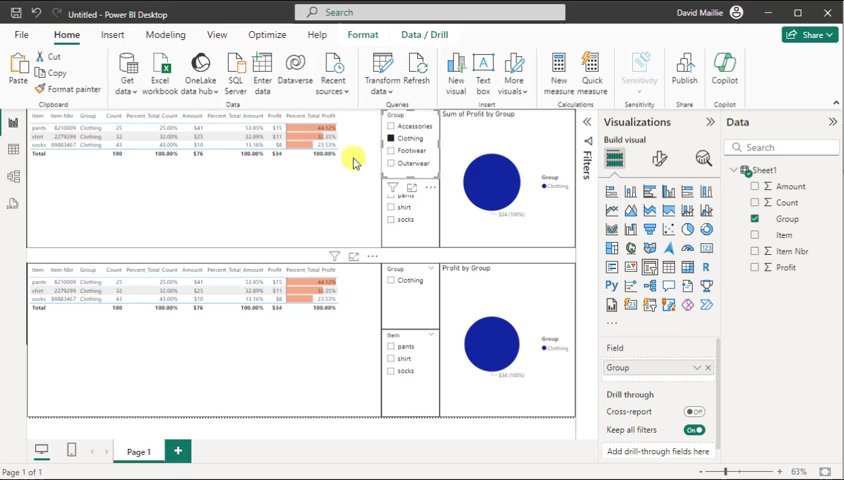 Untitled - Power BI Desktop
Search
David Maillie
File
Home
Insert
Modeling
View
Optimize
Help
Format
Data / Drill
Share
Paste
Cut
Copy
Format painter
Get data
Excel workbook
OneLake data hub
SQL Server
Enter data
Dataverse
Recent sources
Transform data
Refresh
New visual
Text box
More visuals
New measure
Quick measure
Sensitivity
Publish
Copilot
Clipboard
Data
Queries
Insert
Calculations
Sensitivity
Share
Copilot
Item Item Nbr Group Count Percent Total Count Amount Percent Total Amount Profit Percent Total Profit
pants 8210009 Clothing 25 25.00% $41 53.95% $15 44.12%
shirt 2279299 Clothing 32 32.00% $25 32.89% $11 32.35%
socks 89883467 Clothing 43 43.00% $10 13.16% $8 23.53%
Total 100 100.00% $76 100.00% $34 100.00%
Group
Accessories
Clothing
Footwear
Outerwear
pants
shirt
socks
Sum of Profit by Group
Group
Clothing
$34 (100%)
Item Item Nbr Group Count Percent Total Count Amount Percent Total Amount Profit Percent Total Profit
pants 8210009 Clothing 25 25.00% $41 53.95% $15 44.12%
shirt 2279299 Clothing 32 32.00% $25 32.89% $11 32.35%
socks 89883467 Clothing 43 43.00% $10 13.16% $8 23.53%
Total 100 100.00% $76 100.00% $34 100.00%
Group
Clothing
Item
pants
shirt
socks
Profit by Group
Group
Clothing
$34 (100%)
Filters
Visualizations
Build visual
123
R
Py
Field
Group
Drill through
Cross-report
Off
Keep all filters
On
Add drill-through fields here
Data
Search
Sheet1
Amount
Count
Group
Item
Item Nbr
Profit
Page 1
Page 1 of 1
63%